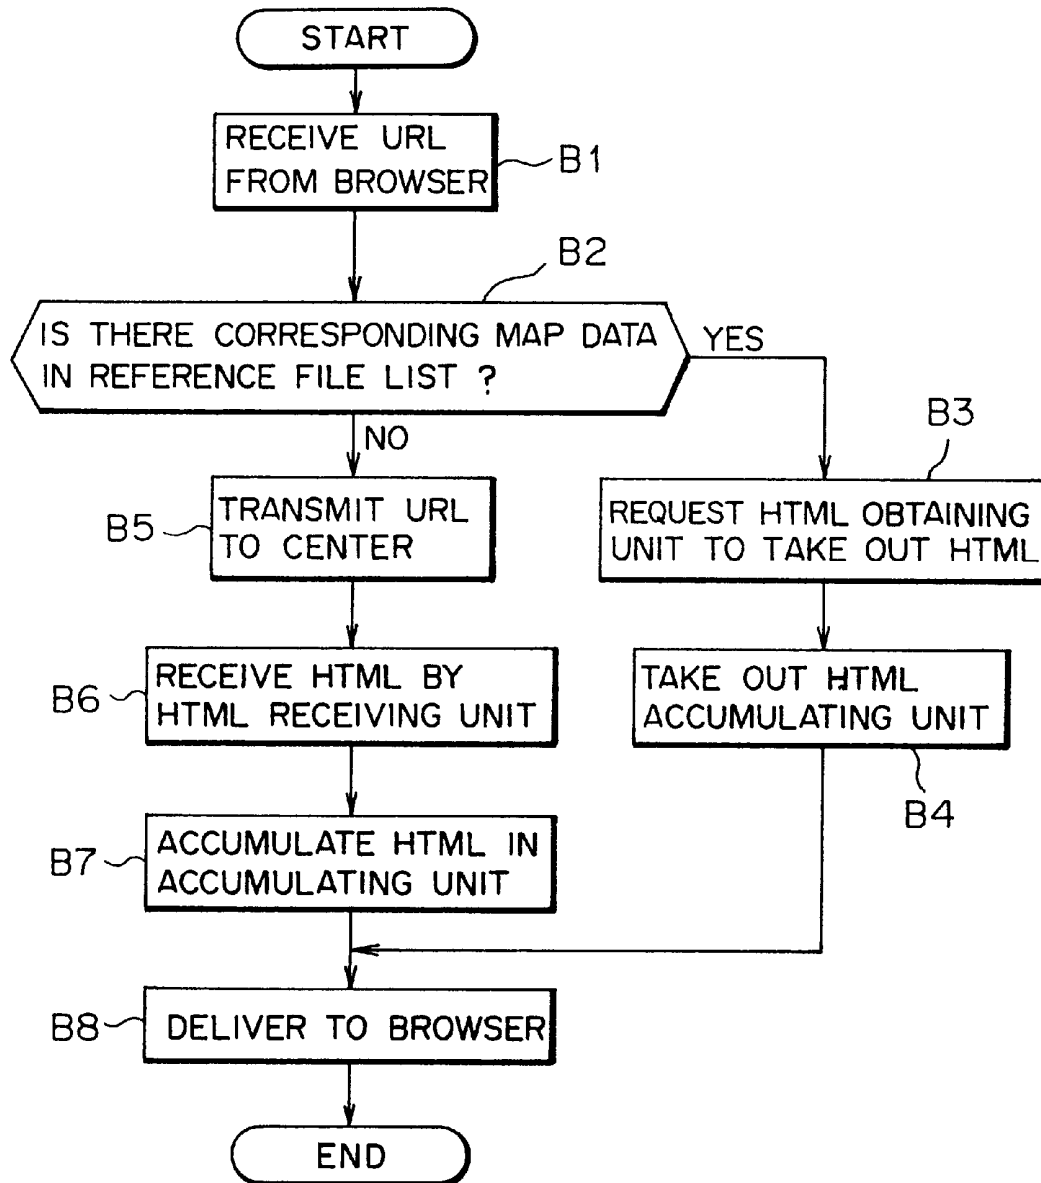 START
RECEIVE URL
FROM BROWSER
B1
B2
IS THERE CORRESPONDING MAP DATA
IN REFERENCE FILE LIST ?
YES
NO
B3
REQUEST HTML OBTAINING
UNIT TO TAKE OUT HTML
B5
TRANSMIT URL
TO CENTER
B6
RECEIVE HTML BY
HTML RECEIVING UNIT
TAKE OUT HTML
ACCUMULATING UNIT
B4
B7
ACCUMULATE HTML IN
ACCUMULATING UNIT
B8
DELIVER TO BROWSER
END